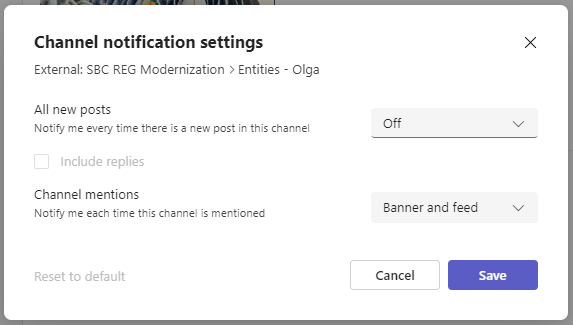 Channel notification settings
External: SBC REG Modernization > Entities - Olga
All new posts
Notify me every time there is a new post in this channel
Off
Include replies
Channel mentions
Notify me each time this channel is mentioned
Banner and feed
Reset to default
Cancel
Save